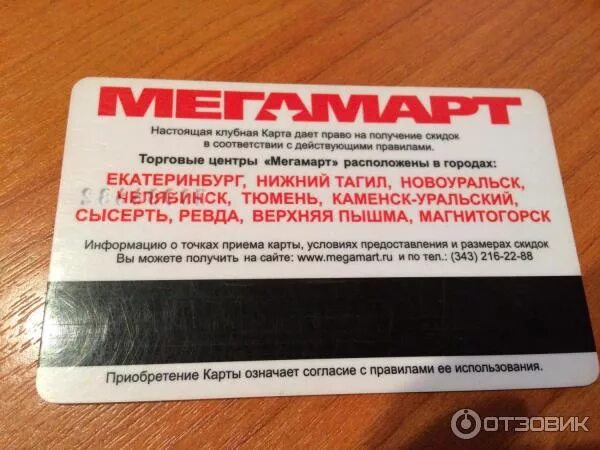 МЕГАМАРТ
Настоящая клубная Карта дает право на получение скидок
в соответствии с действующими правилами.
Торговые центры «Мегамарт» расположены в городах:
ЕКАТЕРИНБУРГ, НИЖНИЙ ТАГИЛ, НОВОУРАЛЬСК,
ЧЕЛЯБИНСК, ТЮМЕНЬ, КАМЕНСК-УРАЛЬСКИЙ,
СЫСЕРТЬ, РЕВДА, ВЕРХНЯЯ ПЫШМА, МАГНИТОГОРСК
Информацию о точках приема карты, условиях предоставления и размерах скидок
Вы можете получить на сайте: www.megamart.ru и по тел.: (343) 216-22-88
Приобретение Карты означает согласие с правилами ее использования.
ОТЗОВИК